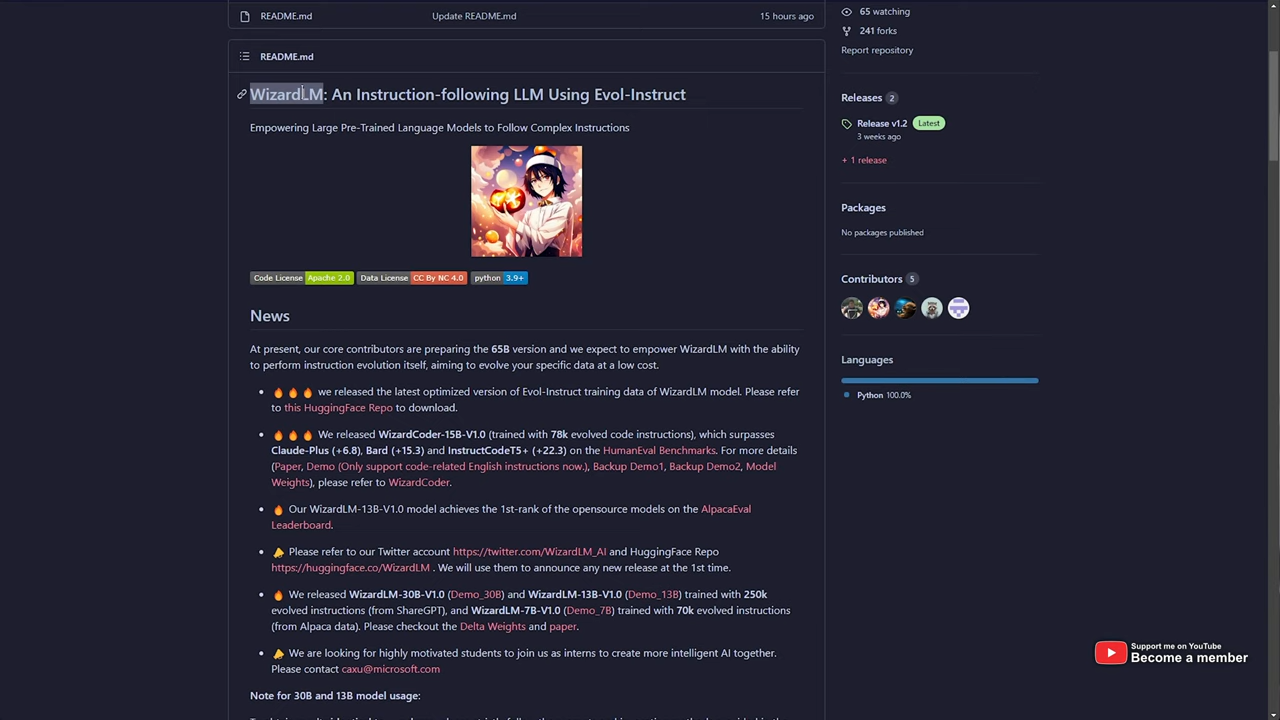 README.md Update README.md 15 hours ago
65 watching
241 forks
Report repository
README.md
WizardLM: An Instruction-following LLM Using Evol-Instruct
Empowering Large Pre-Trained Language Models to Follow Complex Instructions
Code License Apache 2.0 Data License CC By NC 4.0 python 3.9+
News
At present, our core contributors are preparing the 65B version and we expect to empower WizardLM with the ability
to perform instruction evolution itself, aiming to evolve your specific data at a low cost.
🔥 🔥 🔥 we released the latest optimized version of Evol-Instruct training data of WizardLM model. Please refer
to this HuggingFace Repo to download.
🔥 🔥 🔥 We released WizardCoder-15B-V1.0 (trained with 78k evolved code instructions), which surpasses
Claude-Plus (+6.8), Bard (+15.3) and InstructCodeT5+ (+22.3) on the HumanEval Benchmarks. For more details
(Paper, Demo (Only support code-related English instructions now.), Backup Demo1, Backup Demo2, Model
Weights), please refer to WizardCoder.
🔥 Our WizardLM-13B-V1.0 model achieves the 1st-rank of the opensource models on the AlpacaEval
Leaderboard.
📣 Please refer to our Twitter account https://twitter.com/WizardLM_AI and HuggingFace Repo
https://huggingface.co/WizardLM . We will use them to announce any new release at the 1st time.
🔥 We released WizardLM-30B-V1.0 (Demo_30B) and WizardLM-13B-V1.0 (Demo_13B) trained with 250k
evolved instructions (from ShareGPT), and WizardLM-7B-V1.0 (Demo_7B) trained with 70k evolved instructions
(from Alpaca data). Please checkout the Delta Weights and paper.
📣 We are looking for highly motivated students to join us as interns to create more intelligent AI together.
Please contact caxu@microsoft.com
Note for 30B and 13B model usage:
Releases 2
Release v1.2 Latest
3 weeks ago
+ 1 release
Packages
No packages published
Contributors 5
Languages
Python 100.0%
Support me on YouTube
Become a member